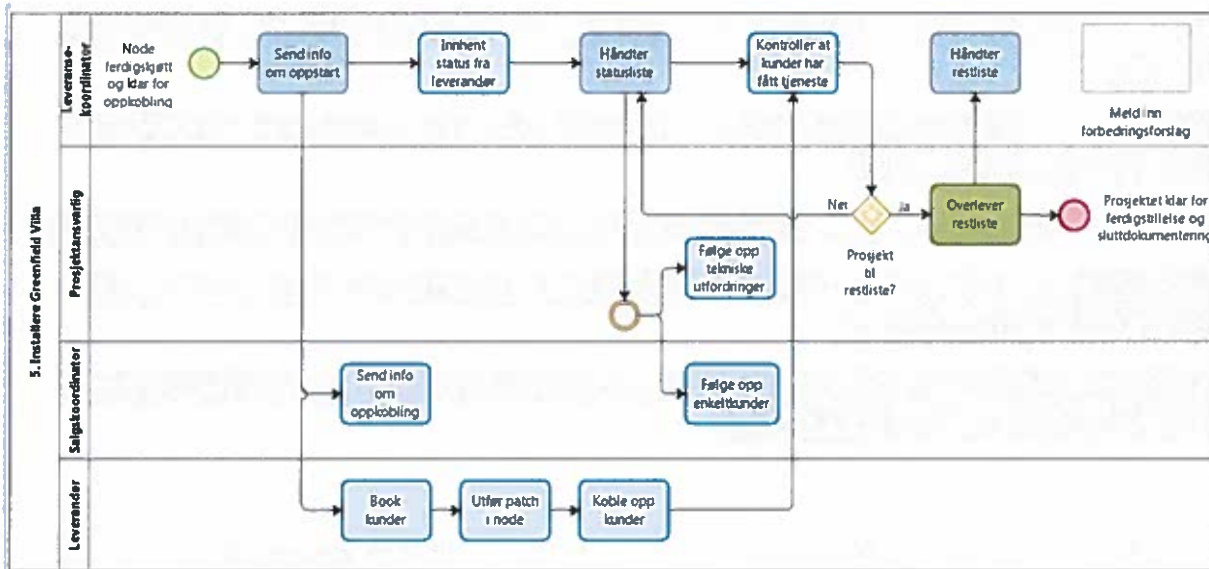 5. Installere Greenfield Villa
Leveranse-
koordinator
Node
ferdigskjøtt
og klar for
oppkobling
Send info
om oppstart
Innhent
status fra
leverandør
Håndter
statusliste
Kontroller at
kunder har
fått tjeneste
Håndter
restliste
Meld inn
forbedringsforslag
Prosjektansvarlig
Følge opp
tekniske
utfordringer
Nei
Ja
Prosjekt
til
restliste?
Overlever
restliste
Prosjektet klar for
ferdigstillelse og
sluttdokumentering
Salgskoordinator
Send info
om
oppkobling
Følge opp
enkeltkunder
Leverandør
Book
kunder
Utfør patch
i node
Koble opp
kunder